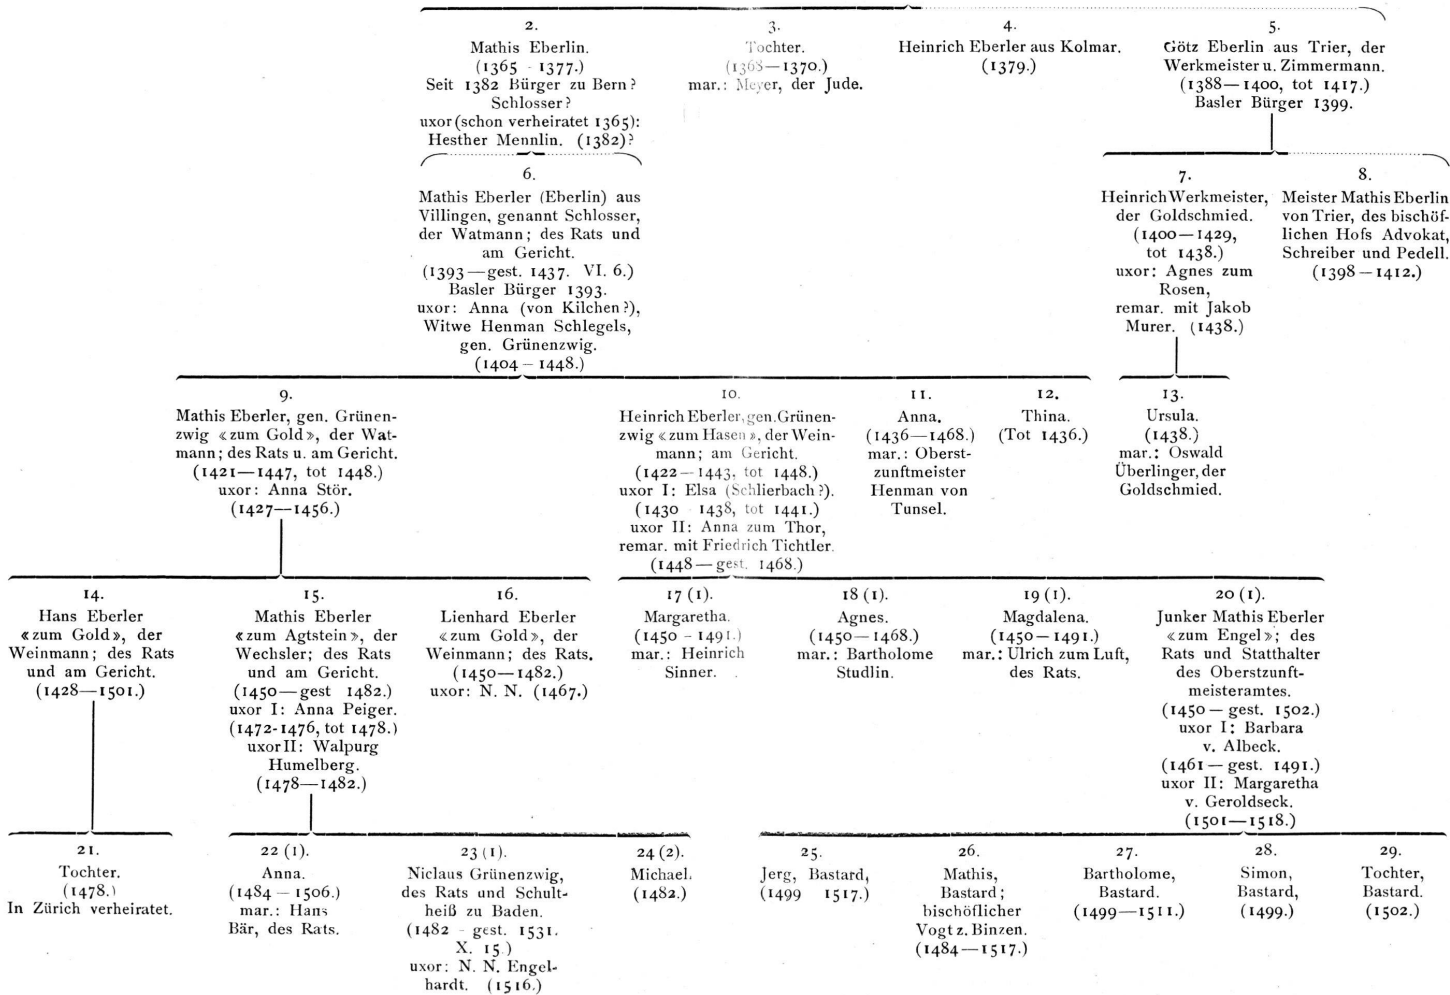 2.
Mathis Eberlin.
(1365 - 1377.)
Seit 1382 Bürger zu Bern?
Schlosser?
uxor (schon verheiratet 1365):
Hesther Mennlin. (1382)?
3.
Tochter.
(1368—1370.)
mar.: Meyer, der Jude.
4.
Heinrich Eberler aus Kolmar.
(1379.)
5.
Götz Eberlin aus Trier, der
Werkmeister u. Zimmermann.
(1388—1400, tot 1417.)
Basler Bürger 1399.
6.
Mathis Eberler (Eberlin) aus
Villingen, genannt Schlosser,
der Watmann; des Rats und
am Gericht.
(1393—gest. 1437. VI. 6.)
Basler Bürger 1393.
uxor: Anna (von Kilchen?),
Witwe Henman Schlegels,
gen. Grünenzwig.
(1404 – 1448.)
7.
Heinrich Werkmeister,
der Goldschmied.
(1400—1429,
tot 1438.)
uxor: Agnes zum
Rosen,
remar. mit Jakob
Murer. (1438.)
8.
Meister Mathis Eberlin
von Trier, des bischöf-
lichen Hofs Advokat,
Schreiber und Pedell.
(1398—1412.)
9.
Mathis Eberler, gen. Grünen-
zwig «zum Gold», der Wat-
mann; des Rats u. am Gericht.
(1421—1447, tot 1448.)
uxor: Anna Stör.
(1427—1456.)
10.
Heinrich Eberler, gen. Grünen-
zwig «zum Hasen», der Wein-
mann; am Gericht.
(1422—1443, tot 1448.)
uxor I: Elsa (Schlierbach?).
(1430 1438, tot 1441.)
uxor II: Anna zum Thor,
remar. mit Friedrich Tichtler.
(1448—gest. 1468.)
11.
Anna.
(1436—1468.)
mar.: Oberst-
zunftmeister
Henman von
Tunsel.
12.
Thina.
(Tot 1436.)
13.
Ursula.
(1438.)
mar.: Oswald
Überlinger, der
Goldschmied.
14.
Hans Eberler
«zum Gold», der
Weinmann; des Rats
und am Gericht.
(1428—1501.)
15.
Mathis Eberler
«zum Agtstein», der
Wechsler; des Rats
und am Gericht.
(1450—gest 1482.)
uxor I: Anna Peiger.
(1472-1476, tot 1478.)
uxor II: Walpurg
Humelberg.
(1478—1482.)
16.
Lienhard Eberler
«zum Gold», der
Weinmann; des Rats.
(1450—1482.)
uxor: N. N. (1467.)
17 (1).
Margaretha.
(1450 - 1491.)
mar.: Heinrich
Sinner.
18 (1).
Agnes.
(1450—1468.)
mar.: Bartholome
Studlin.
19 (1).
Magdalena.
(1450—1491.)
mar.: Ulrich zum Luft,
des Rats.
20 (1).
Junker Mathis Eberler
«zum Engel»; des
Rats und Statthalter
des Oberstzunft-
meisteramtes.
(1450—gest. 1502.)
uxor I: Barbara
v. Albeck.
(1461—gest. 1491.)
uxor II: Margaretha
v. Geroldseck.
(1501—1518.)
21.
Tochter.
(1478.)
In Zürich verheiratet.
22 (1).
Anna.
(1484 – 1506.)
mar.: Hans
Bär, des Rats.
23 (1).
Niclaus Grünenzwig,
des Rats und Schult-
heiß zu Baden.
(1482 - gest. 1531.
X. 15.)
uxor: N. N. Engel-
hardt. (1516.)
24 (2).
Michael.
(1482.)
25.
Jerg, Bastard,
(1499 1517.)
26.
Mathis,
Bastard;
bischöflicher
Vogt z. Binzen.
(1484—1517.)
27.
Bartholome,
Bastard.
(1499—1511.)
28.
Simon,
Bastard,
(1499.)
29.
Tochter,
Bastard.
(1502.)